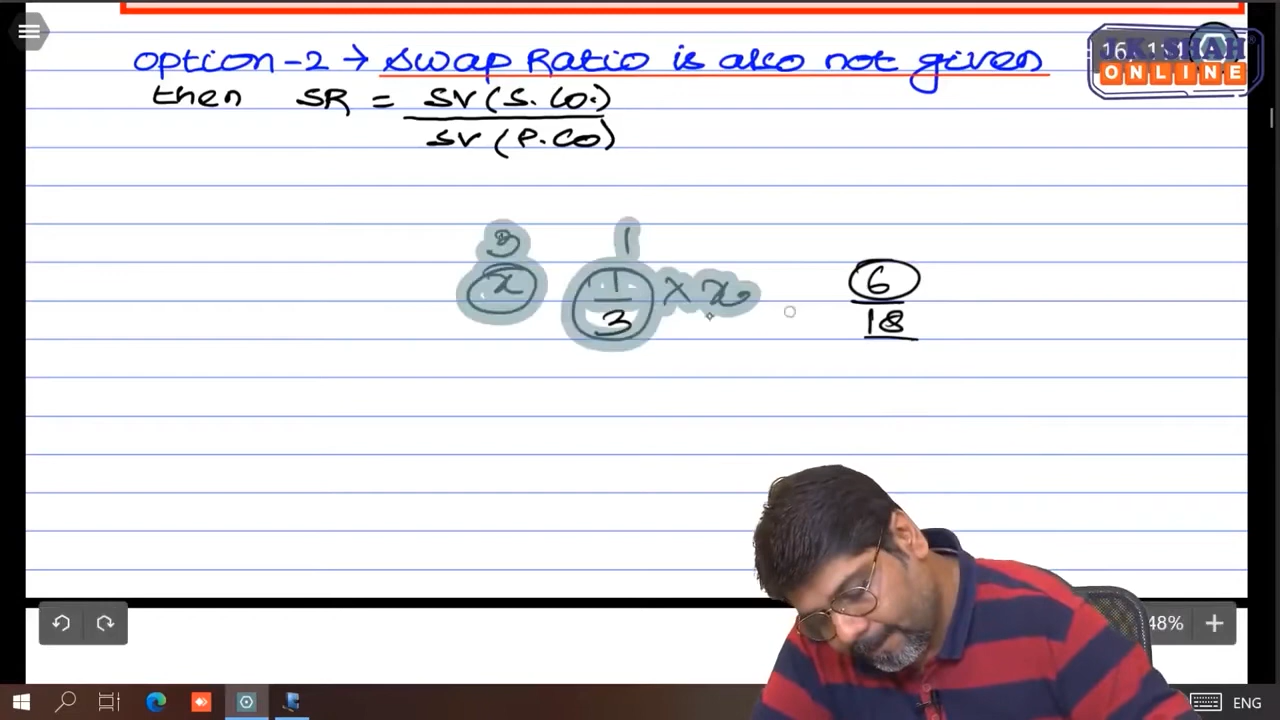 option-2 → Swap Ratio is also not given
then SR = SV (S. Co.)
SV (P. Co)
3 1
x 1/3 × x
6
18
ONLINE
48%
ENG